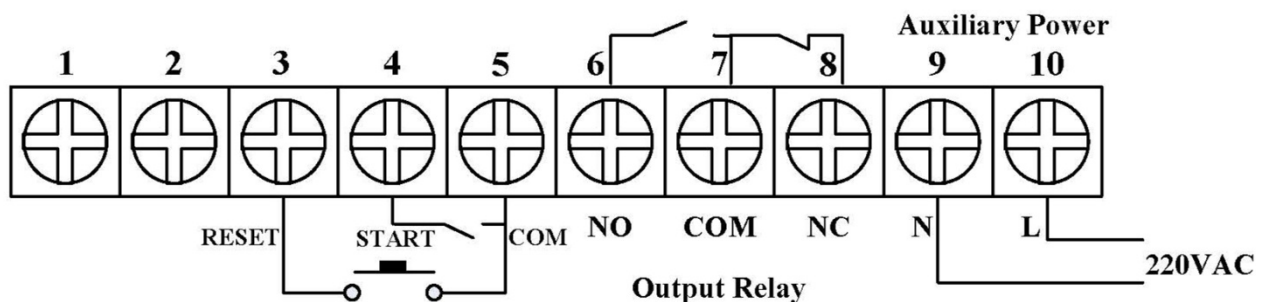 Auxiliary Power
1 2 3 4 5 6 7 8 9 10
RESET START COM NO COM NC N L
220VAC
Output Relay